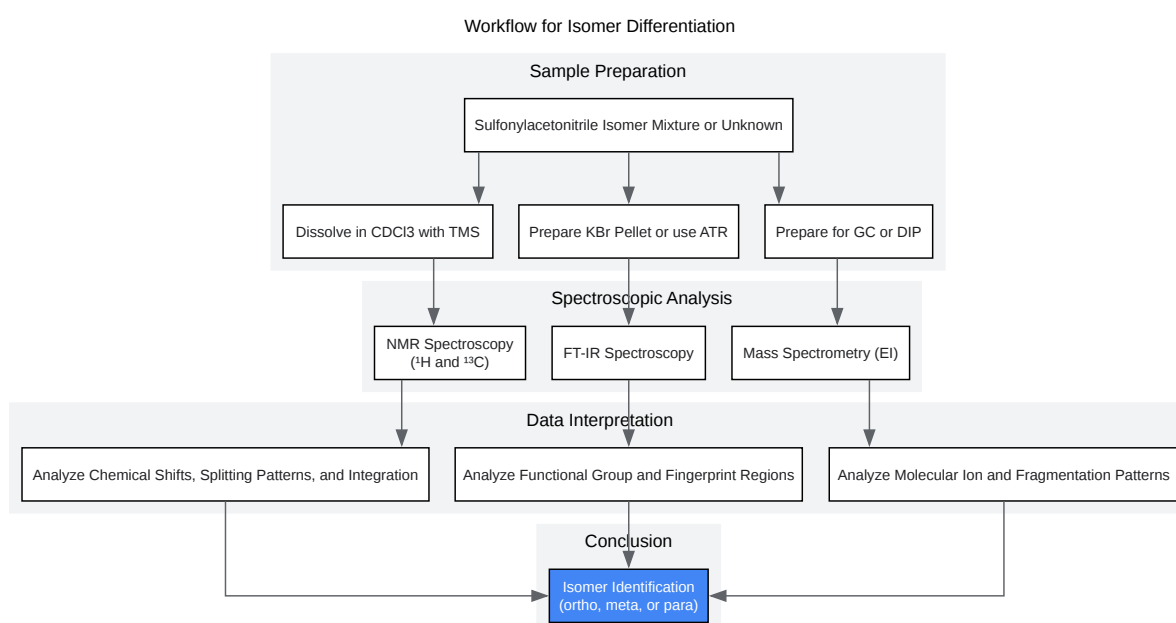 Workflow for Isomer Differentiation
Sample Preparation
Sulfonylacetonitrile Isomer Mixture or Unknown
Dissolve in CDCl3 with TMS
Prepare KBr Pellet or use ATR
Prepare for GC or DIP
Spectroscopic Analysis
NMR Spectroscopy
(¹H and ¹³C)
FT-IR Spectroscopy
Mass Spectrometry (EI)
Data Interpretation
Analyze Chemical Shifts, Splitting Patterns, and Integration
Analyze Functional Group and Fingerprint Regions
Analyze Molecular Ion and Fragmentation Patterns
Conclusion
Isomer Identification
(ortho, meta, or para)